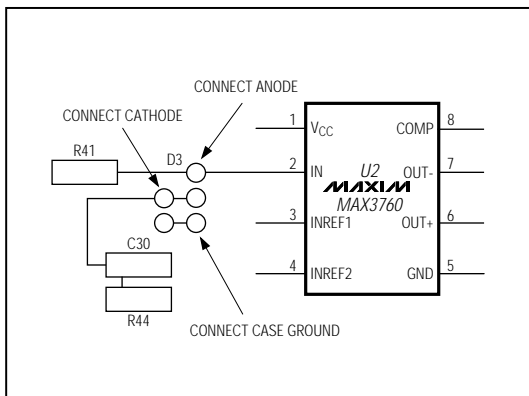 CONNECT ANODE
CONNECT CATHODE
R41
D3
1
VCC
COMP
8
2
IN
U2
OUT-
7
MAXIM
MAX3760
3
INREF1
OUT+
6
C30
4
INREF2
GND
5
R44
CONNECT CASE GROUND